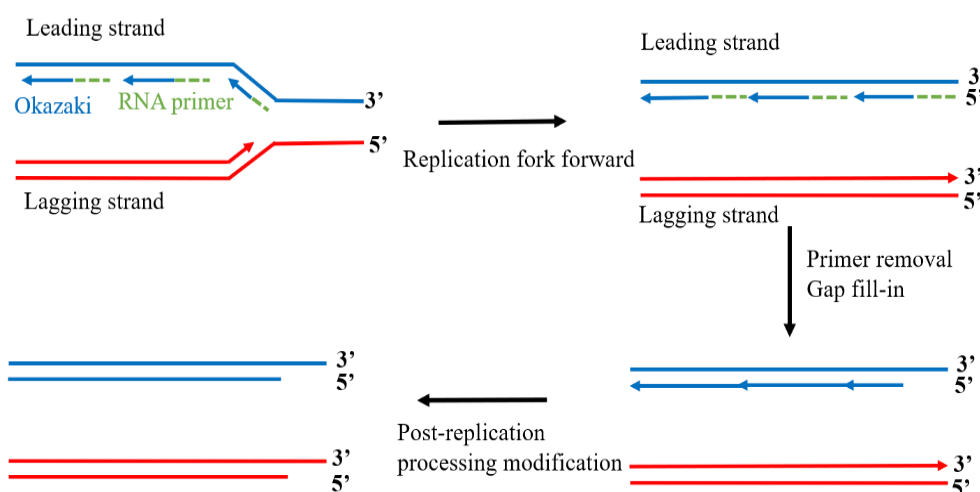 Leading strand
Okazaki
RNA primer
3’
5’
Lagging strand
Replication fork forward
Leading strand
3’
5’
3’
5’
Lagging strand
Primer removal
Gap fill-in
3’
5’
3’
5’
Post-replication
processing modification
3’
5’
3’
5’